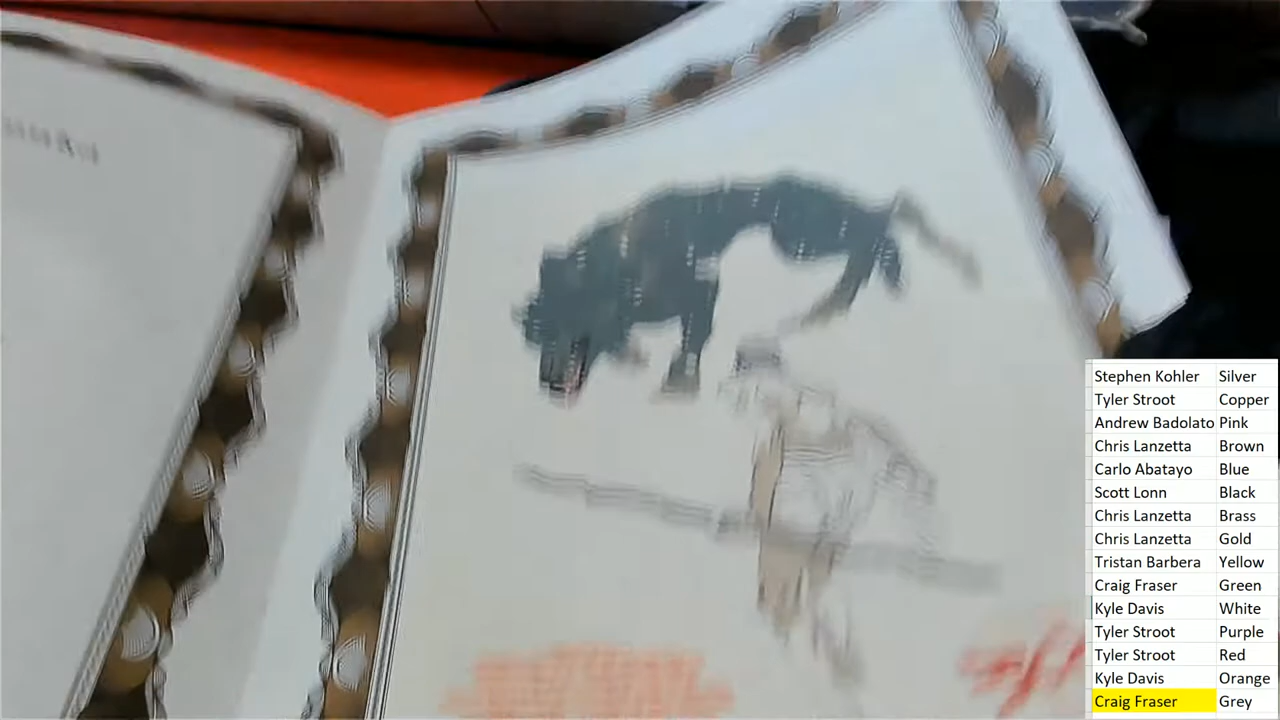 Stephen Kohler Silver
Tyler Stroot Copper
Andrew Badolato Pink
Chris Lanzetta Brown
Carlo Abatayo Blue
Scott Lonn Black
Chris Lanzetta Brass
Chris Lanzetta Gold
Tristan Barbera Yellow
Craig Fraser Green
Kyle Davis White
Tyler Stroot Purple
Tyler Stroot Red
Kyle Davis Orange
Craig Fraser Grey